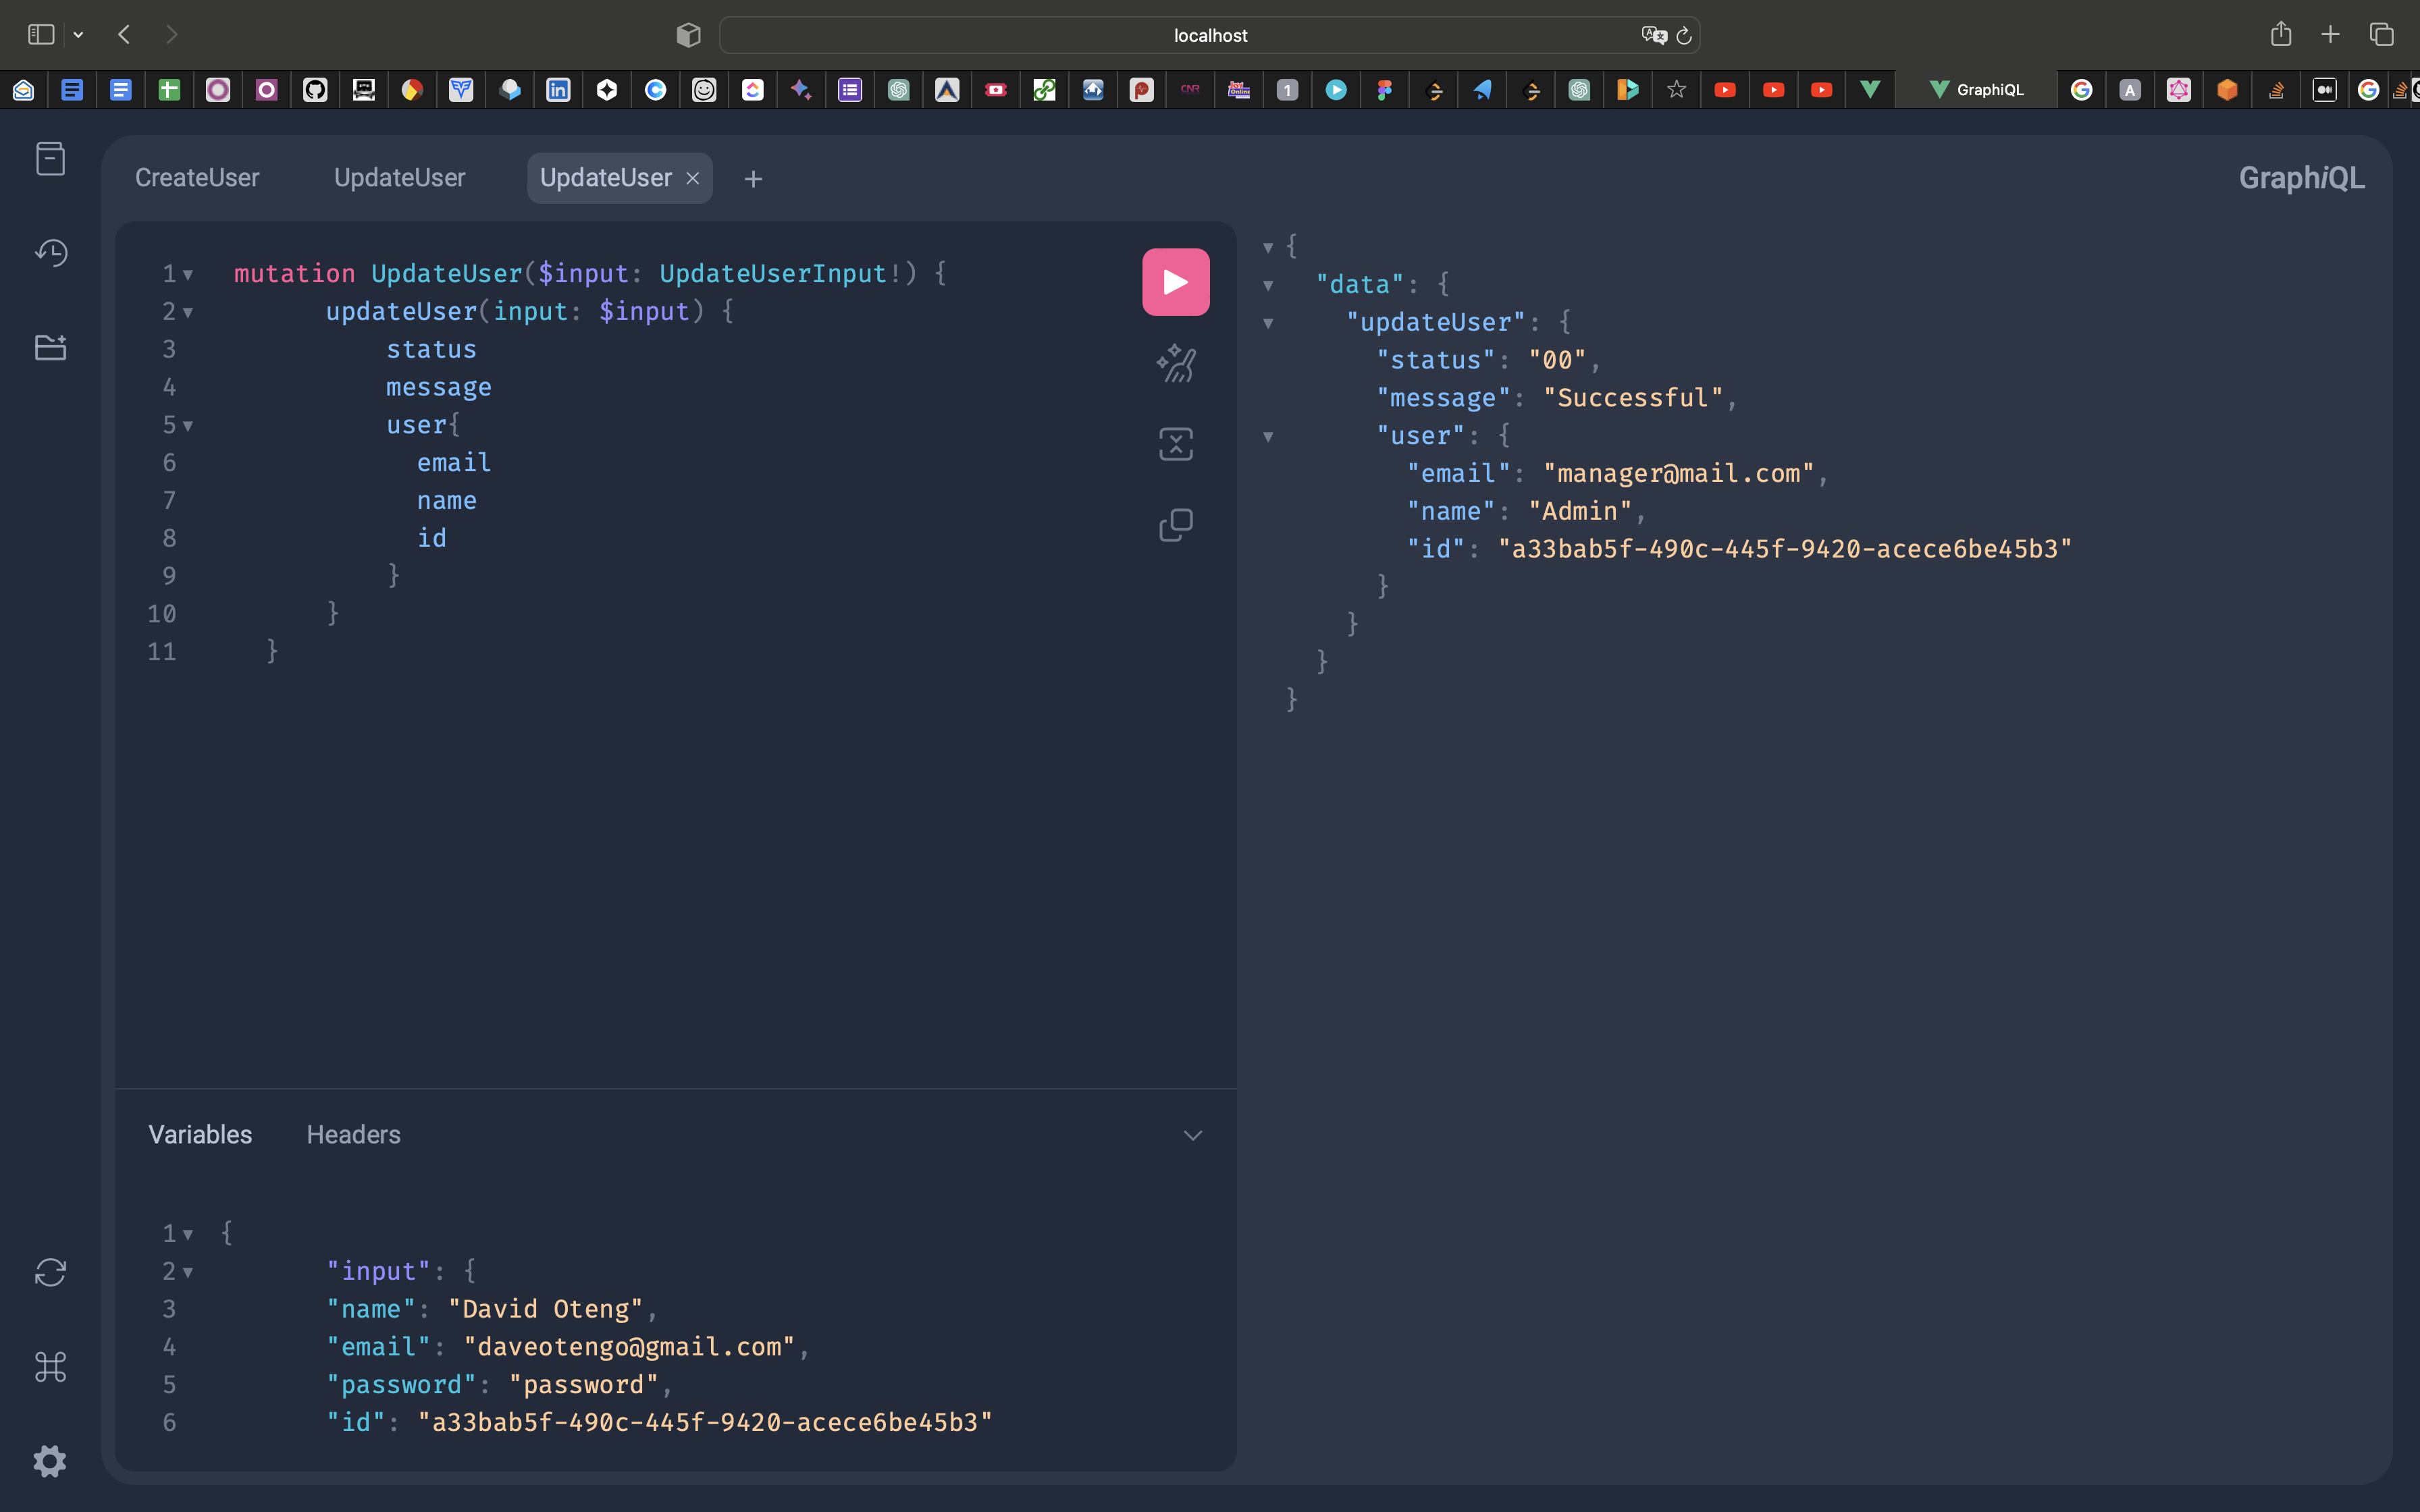 localhost
CNR
1
GraphiQL
A
CreateUser
UpdateUser
UpdateUser
GraphiQL
1 mutation UpdateUser($input: UpdateUserInput!) {
2 updateUser(input: $input) {
3 status
4 message
5 user{
6 email
7 name
8 id
9 }
10 }
11 }
{
"data": {
"updateUser": {
"status": "00",
"message": "Successful",
"user": {
"email": "manager@mail.com",
"name": "Admin",
"id": "a33bab5f-490c-445f-9420-acece6be45b3"
}
}
}
}
Variables Headers
1 {
2 "input": {
3 "name": "David Oteng",
4 "email": "daveotengo@gmail.com",
5 "password": "password",
6 "id": "a33bab5f-490c-445f-9420-acece6be45b3"